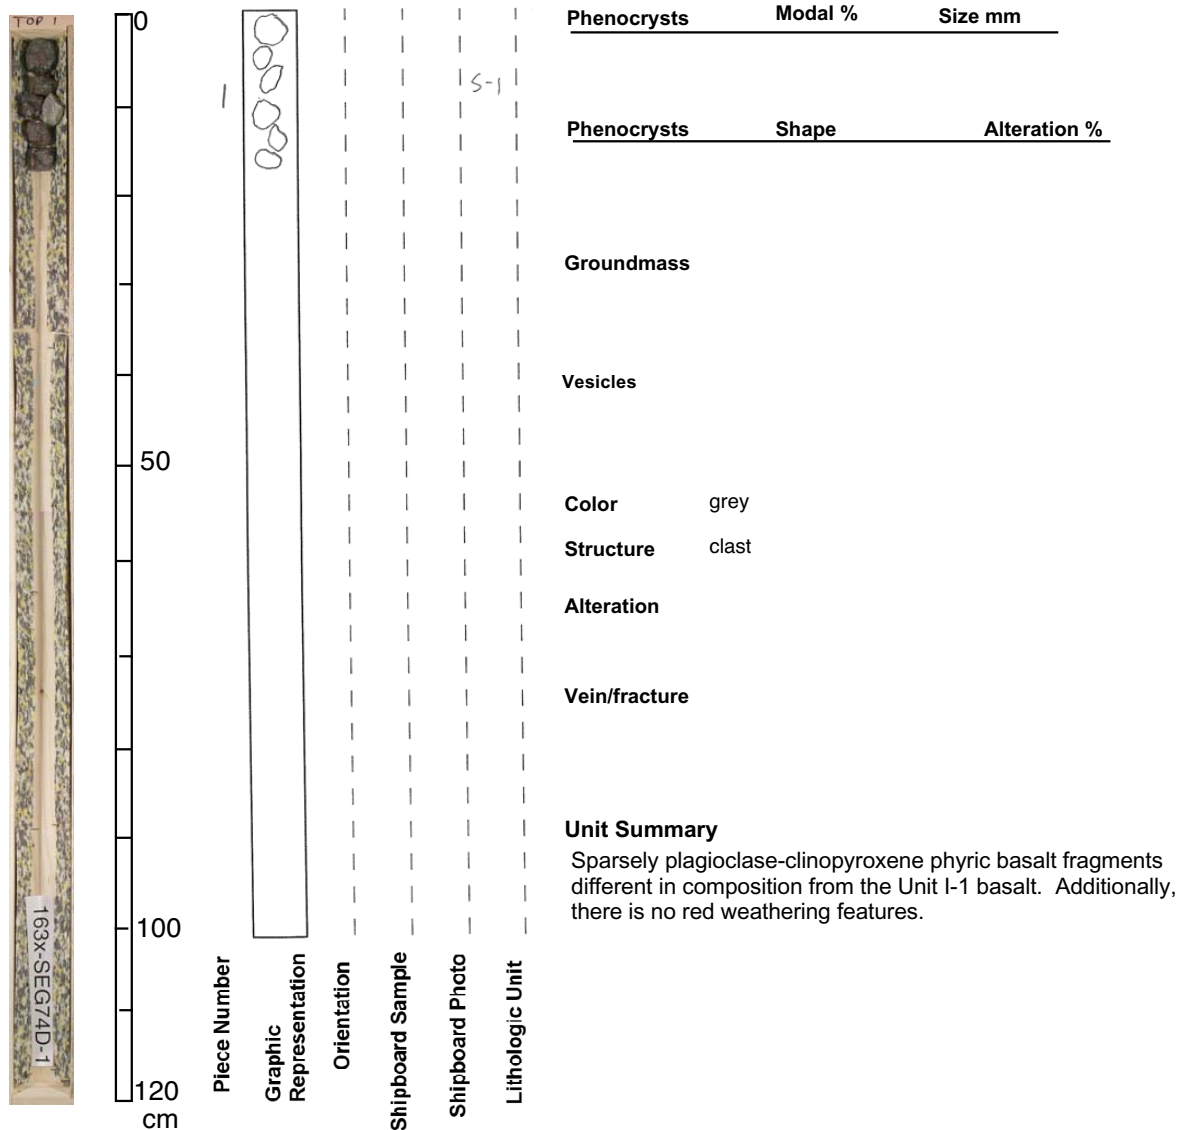 TOP 1
163x-SEG74D-1
0
50
100
120
cm
1
S-1
Piece Number
Graphic
Representation
Orientation
Shipboard Sample
Shipboard Photo
Lithologic Unit
Phenocrysts Modal % Size mm
Phenocrysts Shape Alteration %
Groundmass
Vesicles
Color grey
Structure clast
Alteration
Vein/fracture
Unit Summary
Sparsely plagioclase-clinopyroxene phyric basalt fragments
different in composition from the Unit I-1 basalt. Additionally,
there is no red weathering features.